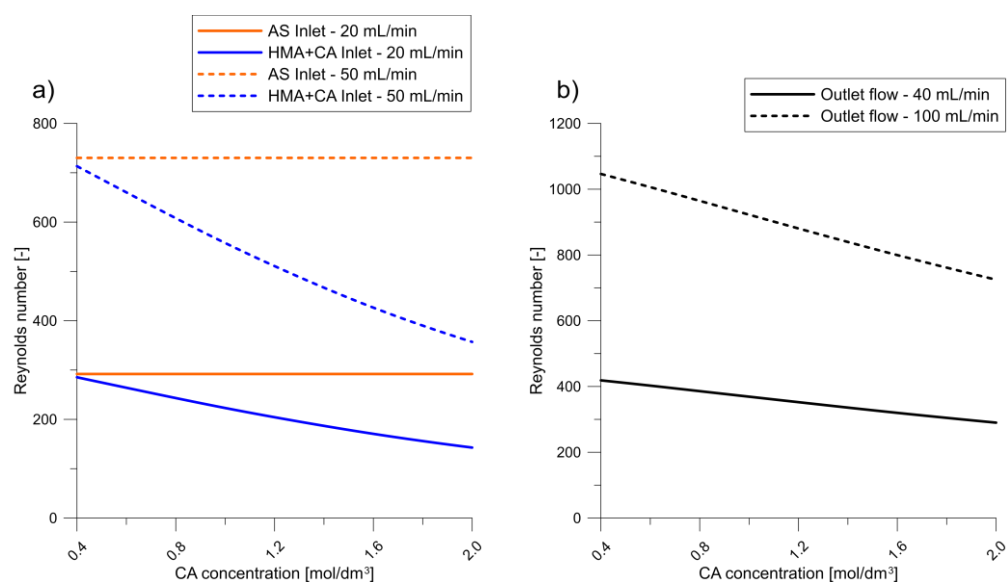 AS Inlet - 20 mL/min
HMA+CA Inlet - 20 mL/min
AS Inlet - 50 mL/min
HMA+CA Inlet - 50 mL/min
a)
800
600
400
200
0
Reynolds number [-]
0.4
0.8
1.2
1.6
2.0
CA concentration [mol/dm³]
b)
Outlet flow - 40 mL/min
Outlet flow - 100 mL/min
1200
1000
800
600
400
200
0
Reynolds number [-]
0.4
0.8
1.2
1.6
2.0
CA concentration [mol/dm³]